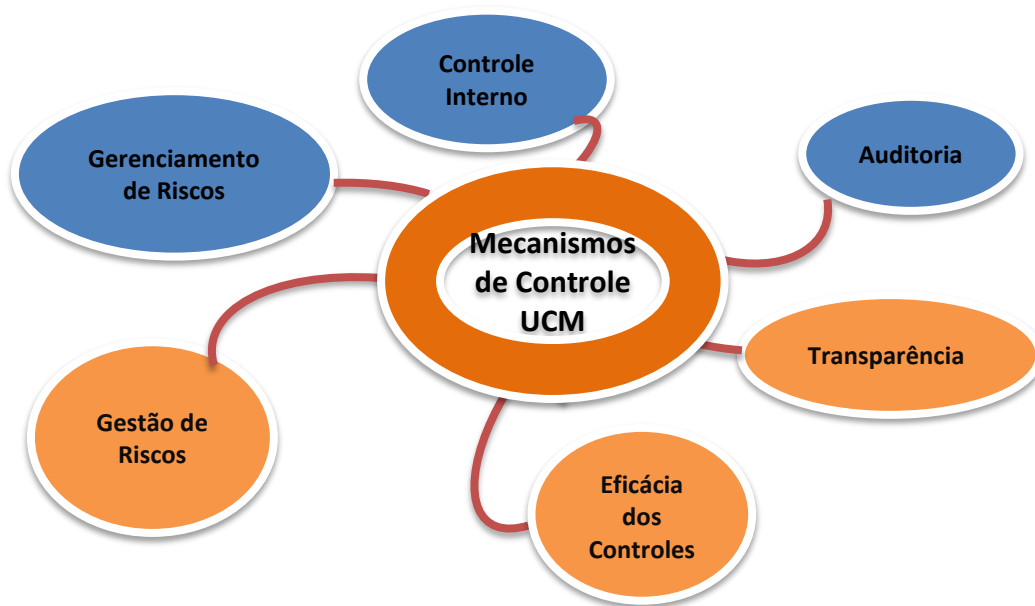 Controle
Interno
Gerenciamento
de Riscos
Auditoria
Mecanismos
de Controle
UCM
Transparência
Gestão de
Riscos
Eficácia
dos
Controles